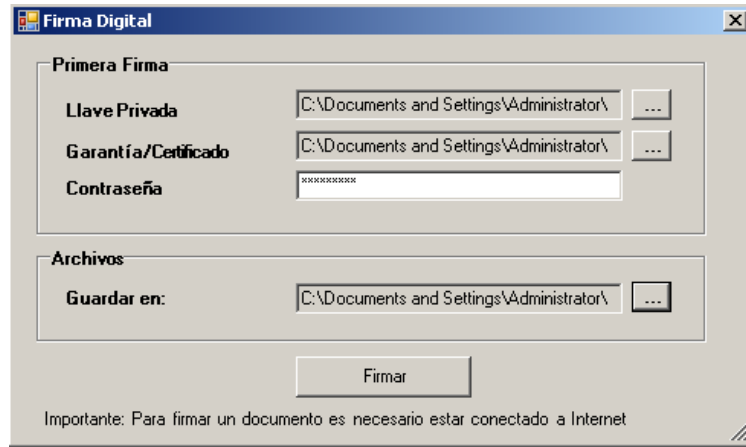 Firma Digital
Primera Firma
Llave Privada C:\Documents and Settings\Administrator\ ...
Garantía/Certificado C:\Documents and Settings\Administrator\ ...
Contraseña *********
Archivos
Guardar en: C:\Documents and Settings\Administrator\ ...
Firmar
Importante: Para firmar un documento es necesario estar conectado a Internet